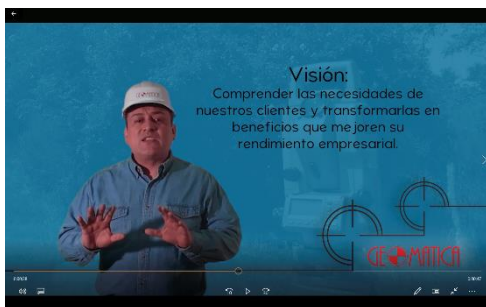 Visión:
Comprender las necesidades de
nuestros clientes y transformarlas en
beneficios que mejoren su
rendimiento empresarial.
GEOMATICA